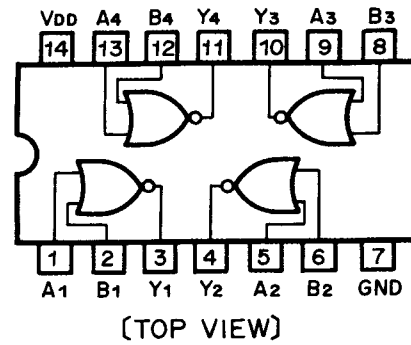 VDD A4 B4 Y4 Y3 A3 B3
14 13 12 11 10 9 8
1 2 3 4 5 6 7
A1 B1 Y1 Y2 A2 B2 GND
(TOP VIEW)